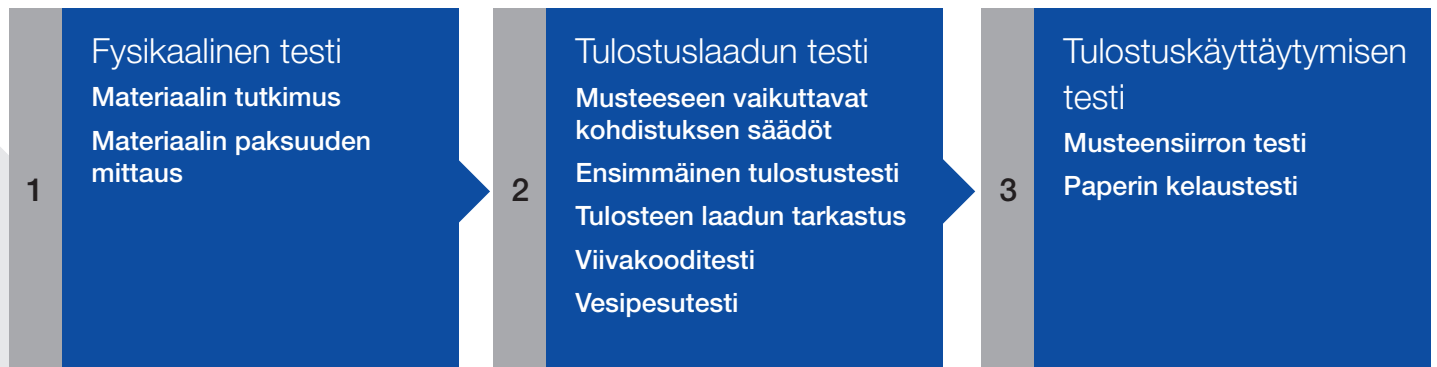 1
Fysikaalinen testi
Materiaalin tutkimus
Materiaalin paksuuden
mittaus
2
Tulostuslaadun testi
Musteeseen vaikuttavat
kohdistuksen säädöt
Ensimmäinen tulostustesti
Tulosteen laadun tarkastus
Viivakooditesti
Vesipesutesti
3
Tulostuskäyttäytymisen
testi
Musteensiirron testi
Paperin kelaustesti